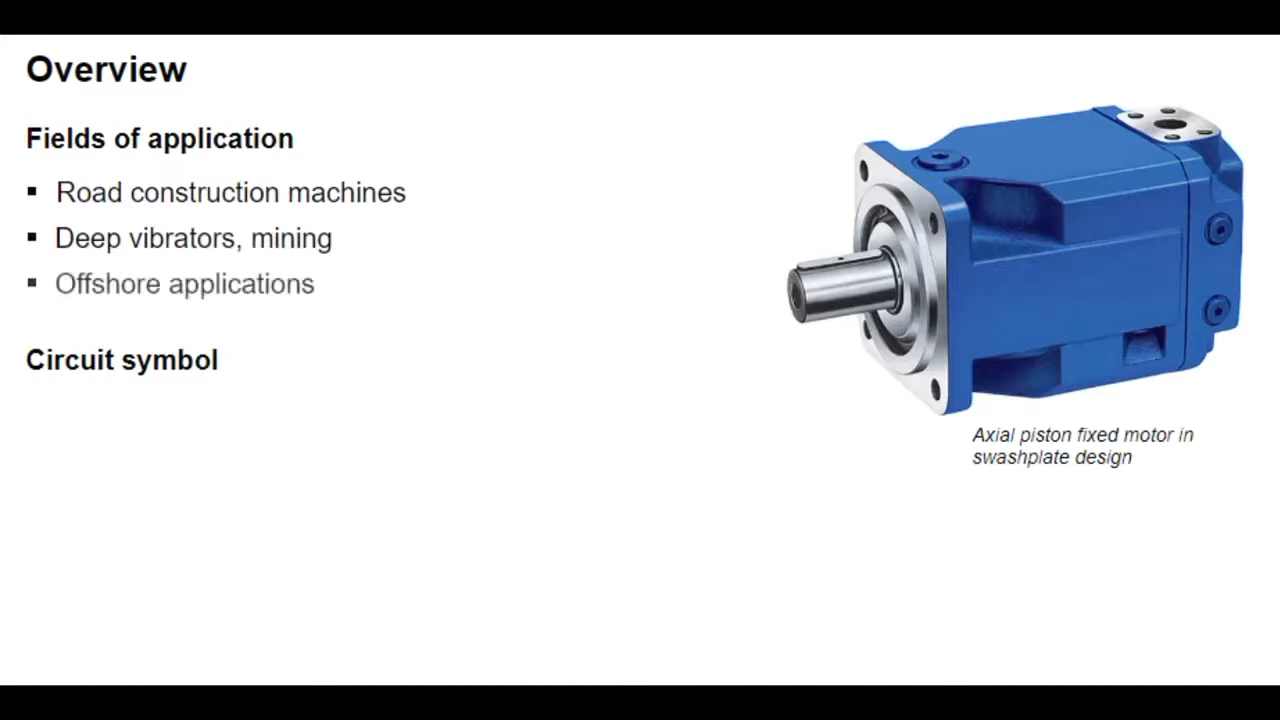 Overview
Fields of application
▪ Road construction machines
▪ Deep vibrators, mining
▪ Offshore applications
Circuit symbol
Axial piston fixed motor in
swashplate design